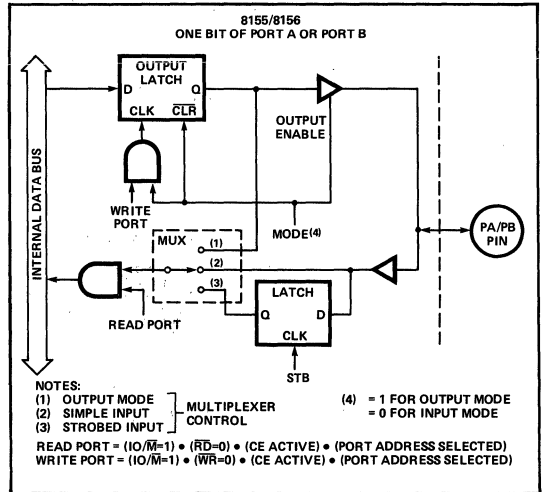 8155/8156
ONE BIT OF PORT A OR PORT B
OUTPUT
LATCH
D
Q
CLK
C̅L̅R̅
OUTPUT
ENABLE
INTERNAL DATA BUS
WRITE
PORT
MODE(4)
PA/PB
PIN
MUX
(1)
(2)
(3)
LATCH
Q
D
CLK
READ PORT
STB
NOTES:
(1) OUTPUT MODE
(2) SIMPLE INPUT
(3) STROBED INPUT
MULTIPLEXER
CONTROL
(4) = 1 FOR OUTPUT MODE
= 0 FOR INPUT MODE
READ PORT = (IO/M̅=1) • (R̅D̅=0) • (CE ACTIVE) • (PORT ADDRESS SELECTED)
WRITE PORT = (IO/M̅=1) • (W̅R̅=0) • (CE ACTIVE) • (PORT ADDRESS SELECTED)